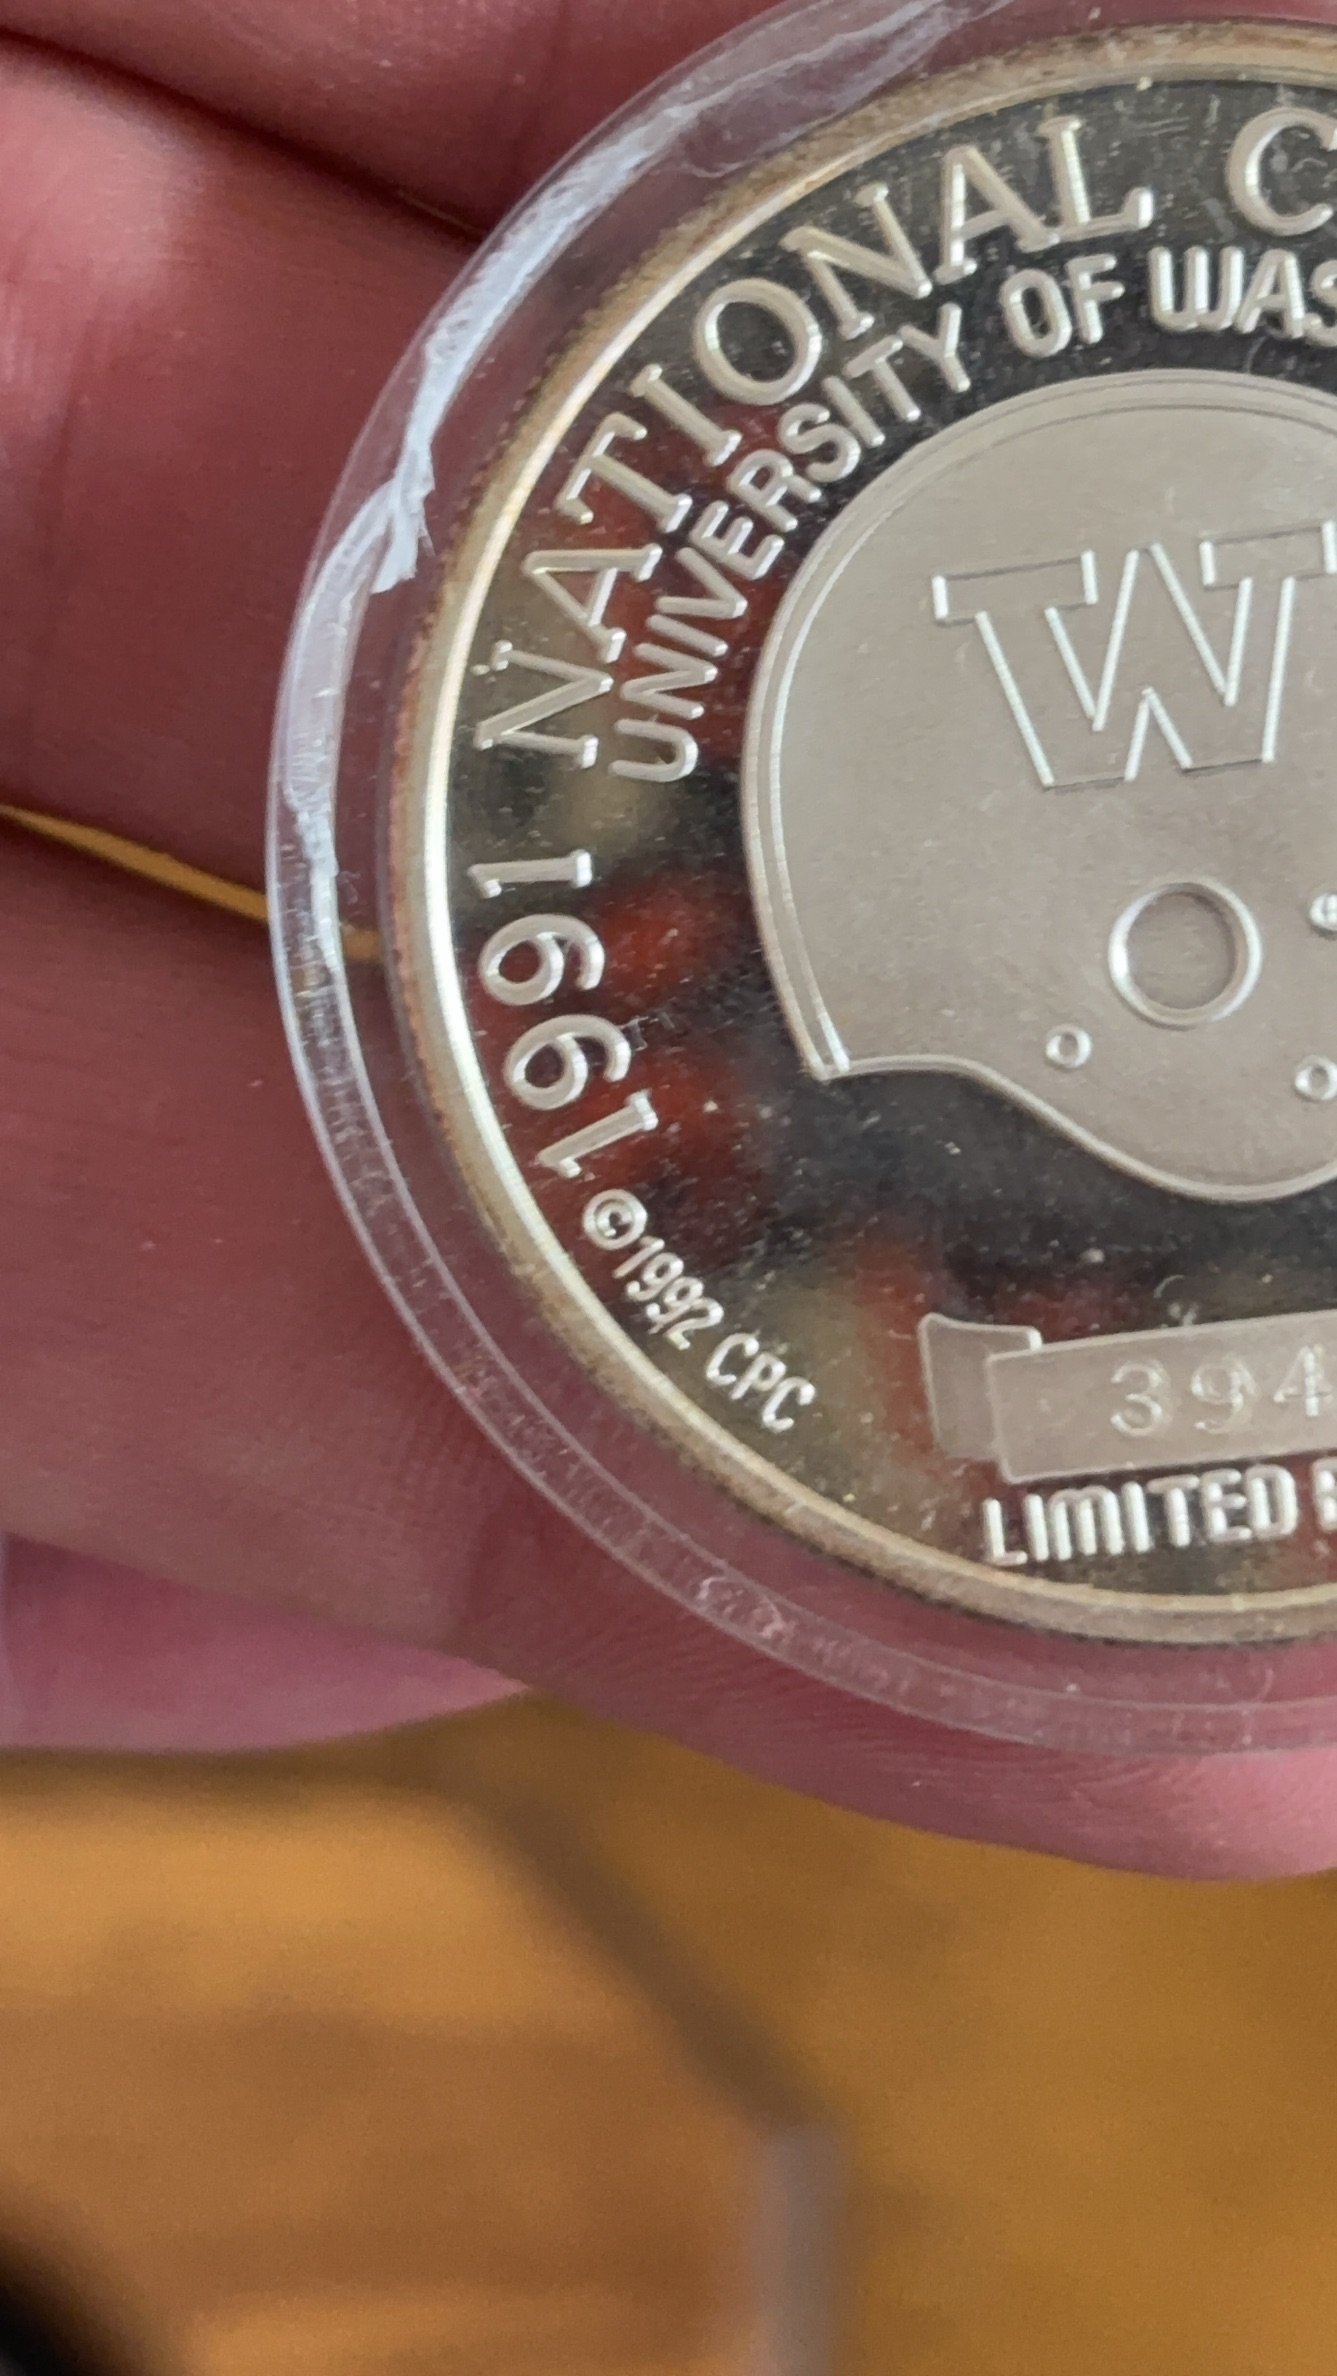 1991 NATIONAL C
UNIVERSITY OF WAS
W
©1992 CPC
394
LIMITED